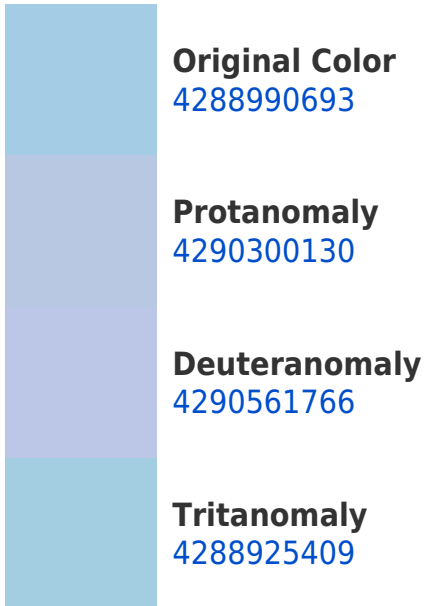 Original Color
4288990693
Protanomaly
4290300130
Deuteranomaly
4290561766
Tritanomaly
4288925409